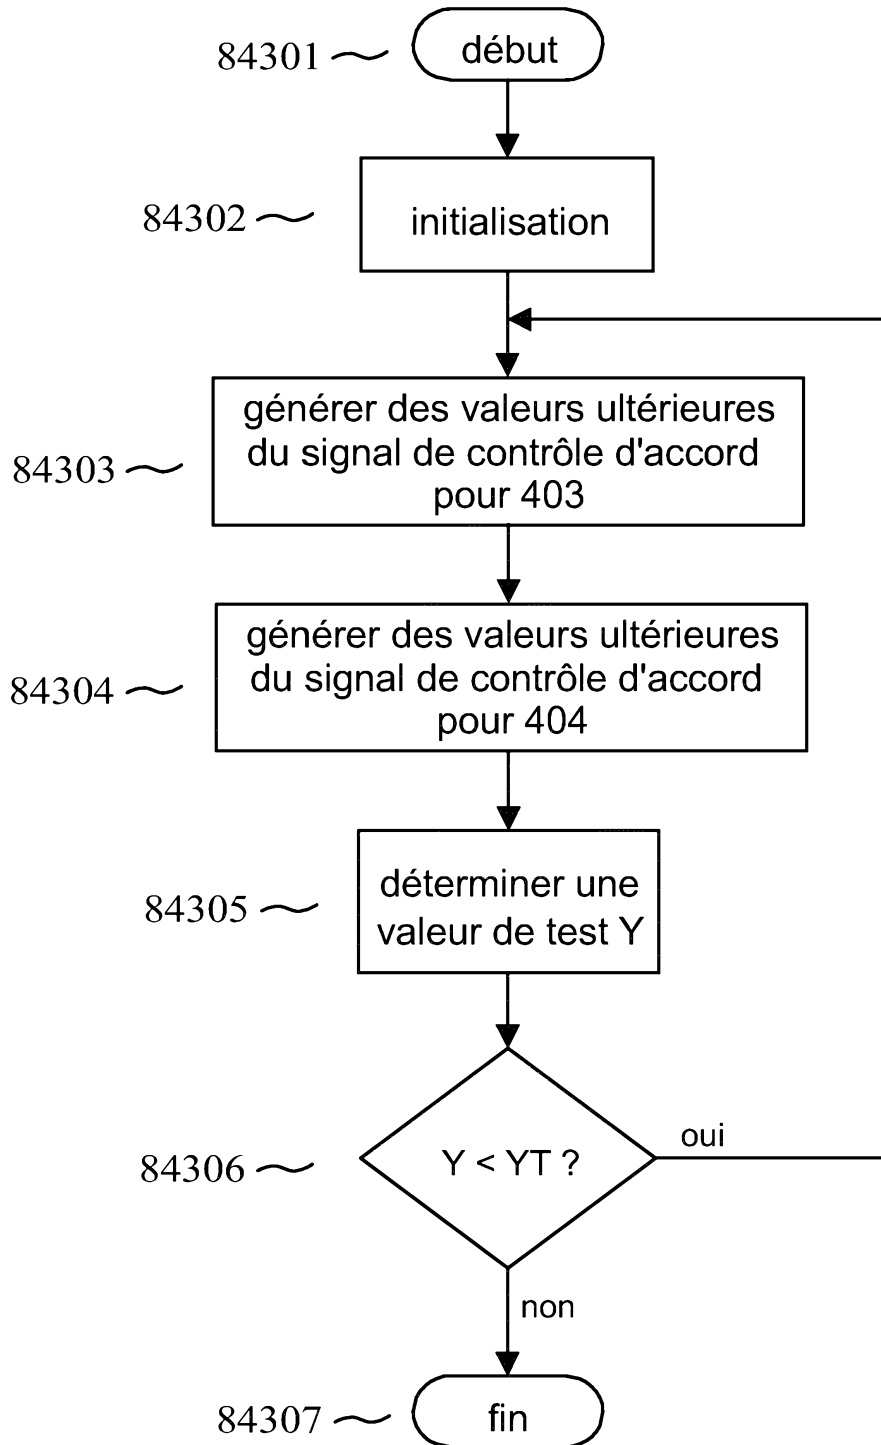 84301
début
84302
initialisation
84303
générer des valeurs ultérieures
du signal de contrôle d'accord
pour 403
84304
générer des valeurs ultérieures
du signal de contrôle d'accord
pour 404
84305
déterminer une
valeur de test Y
84306
Y < YT ?
oui
non
84307
fin